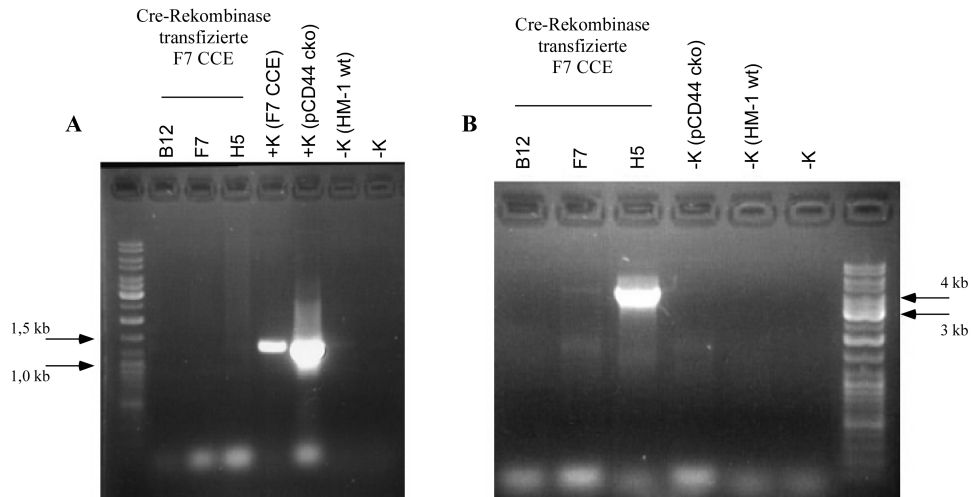 Cre-Rekombinase
transfizierte
F7 CCE
A
B12
F7
H5
+K (F7 CCE)
+K (pCD44 cko)
-K (HM-1 wt)
-K
1,5 kb
1,0 kb
Cre-Rekombinase
transfizierte
F7 CCE
B
B12
F7
H5
-K (pCD44 cko)
-K (HM-1 wt)
-K
4 kb
3 kb